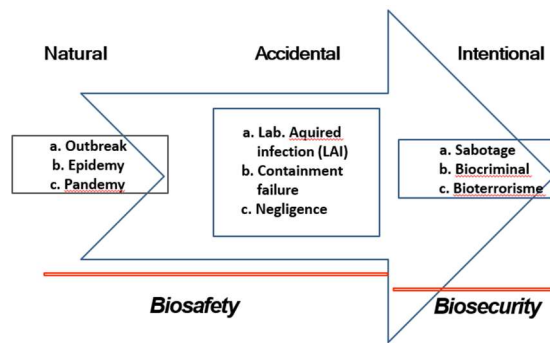 Natural
Accidental
Intentional
a. Outbreak
b. Epidemy
c. Pandemy
a. Lab. Aquired
infection (LAI)
b. Containment
failure
c. Negligence
a. Sabotage
b. Biocriminal
c. Bioterrorisme
Biosafety
Biosecurity